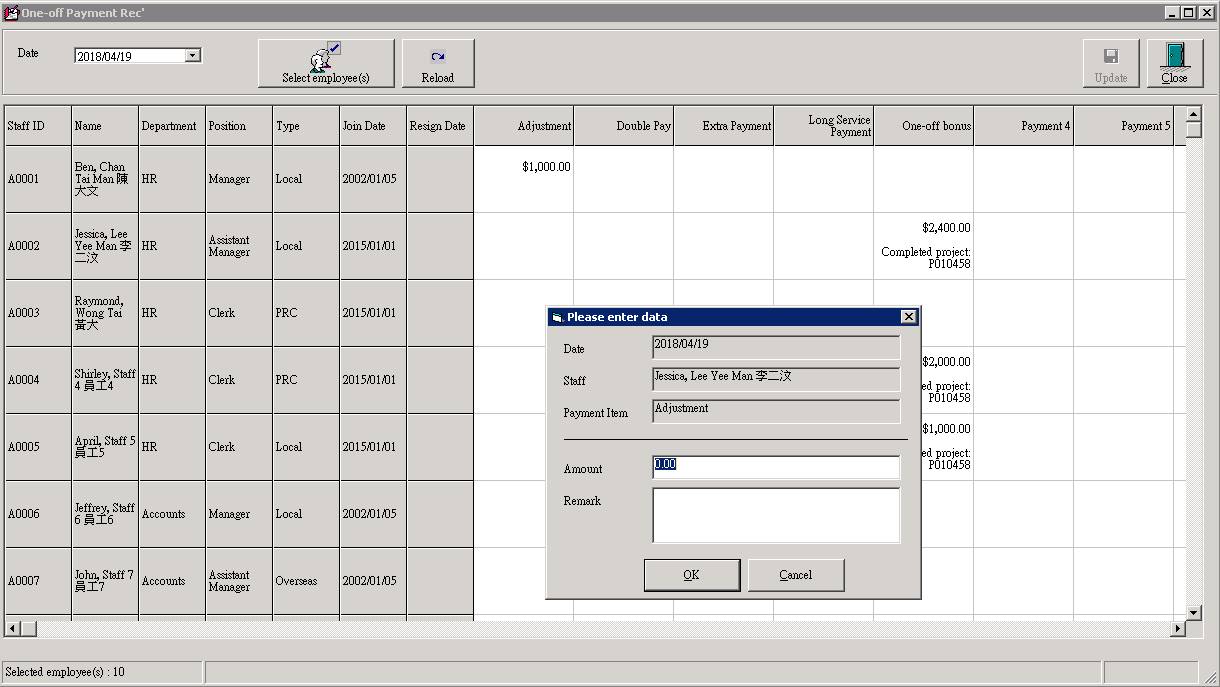 One-off Payment Rec'
Date
2018/04/19
Select employee(s)
Reload
Update
Close
Staff ID
Name
Department
Position
Type
Join Date
Resign Date
Adjustment
Double Pay
Extra Payment
Long Service
Payment
One-off bonus
Payment 4
Payment 5
A0001
Ben, Chan
Tai Man 陳
大文
HR
Manager
Local
2002/01/05
$1,000.00
A0002
Jessica, Lee
Yee Man 李
二汶
HR
Assistant
Manager
Local
2015/01/01
$2,400.00
Completed project:
P010458
A0003
Raymond,
Wong Tai
黃大
HR
Clerk
PRC
2015/01/01
A0004
Shirley, Staff
4 員工4
HR
Clerk
PRC
2015/01/01
$2,000.00
ed project:
P010458
A0005
April, Staff 5
員工5
HR
Clerk
Local
2015/01/01
$1,000.00
ed project:
P010458
A0006
Jeffrey, Staff
6 員工6
Accounts
Manager
Local
2002/01/05
A0007
John, Staff 7
員工7
Accounts
Assistant
Manager
Overseas
2002/01/05
Please enter data
Date
2018/04/19
Staff
Jessica, Lee Yee Man 李二汶
Payment Item
Adjustment
Amount
0.00
Remark
OK
Cancel
Selected employee(s) : 10